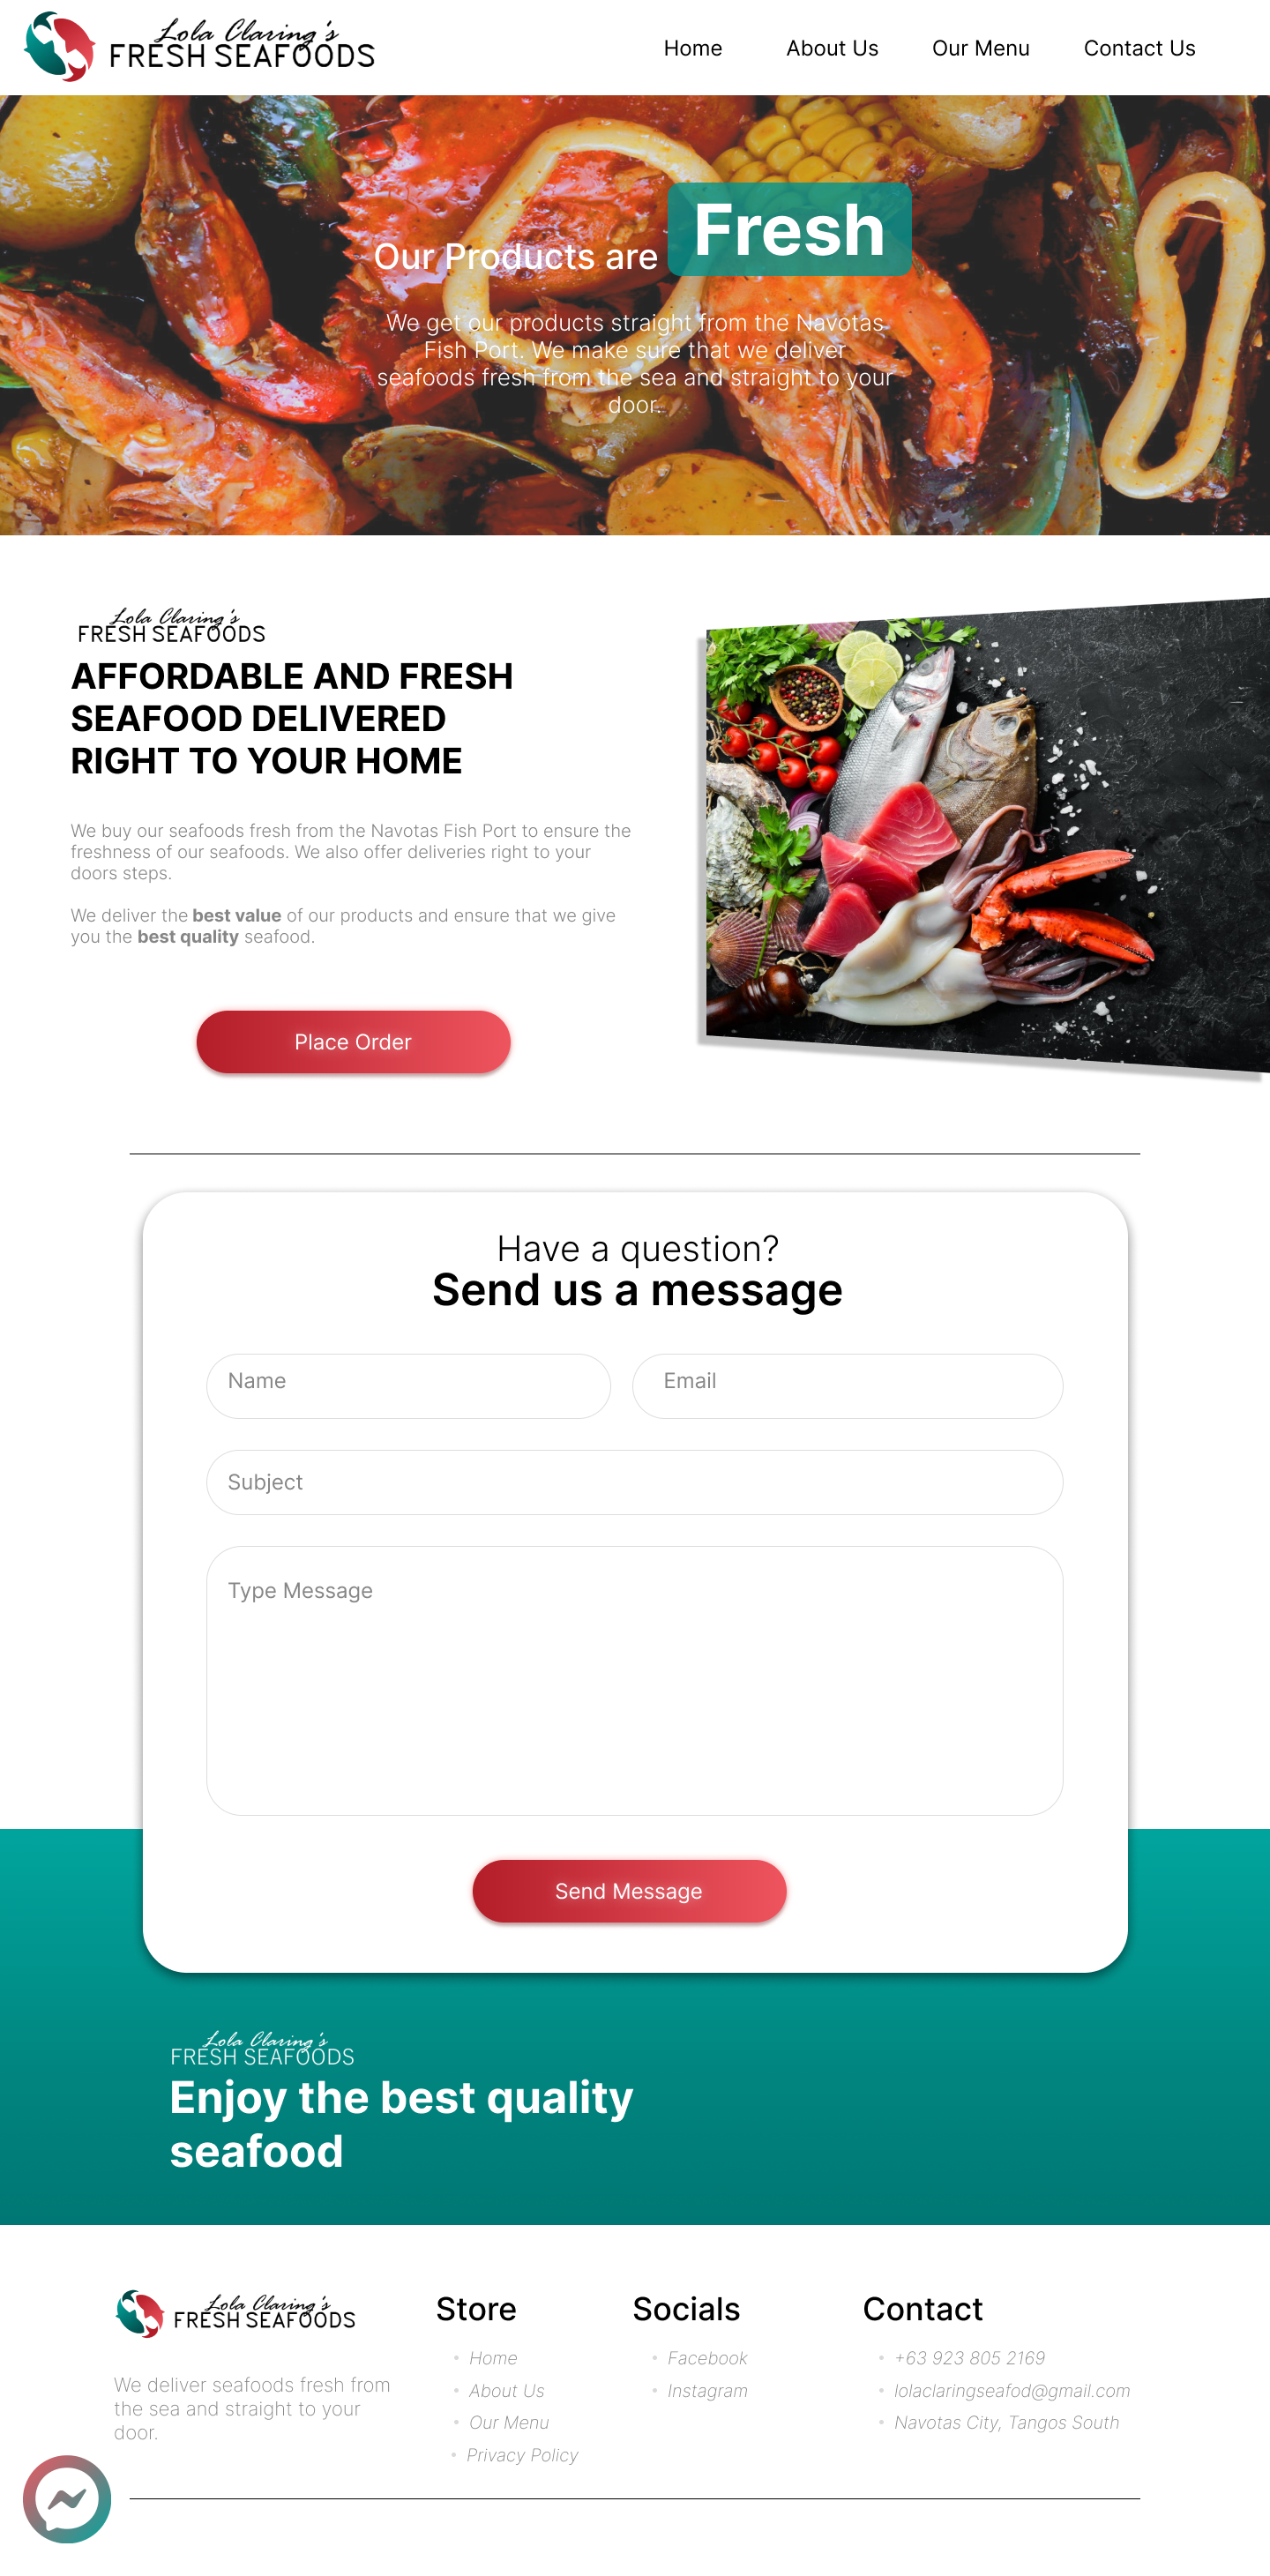 Lola Claring's
FRESH SEAFOODS
Home About Us Our Menu Contact Us
Our Products are Fresh
We get our products straight from the Navotas
Fish Port. We make sure that we deliver
seafoods fresh from the sea and straight to your
door.
Lola Claring's
FRESH SEAFOODS
AFFORDABLE AND FRESH
SEAFOOD DELIVERED
RIGHT TO YOUR HOME
We buy our seafoods fresh from the Navotas Fish Port to ensure the
freshness of our seafoods. We also offer deliveries right to your
doors steps.
We deliver the best value of our products and ensure that we give
you the best quality seafood.
Place Order
Have a question?
Send us a message
Name
Email
Subject
Type Message
Send Message
Lola Claring's
FRESH SEAFOODS
Enjoy the best quality
seafood
Lola Claring's
FRESH SEAFOODS
We deliver seafoods fresh from
the sea and straight to your
door.
Store
Home
About Us
Our Menu
Privacy Policy
Socials
Facebook
Instagram
Contact
+63 923 805 2169
lolaclaringseafod@gmail.com
Navotas City, Tangos South